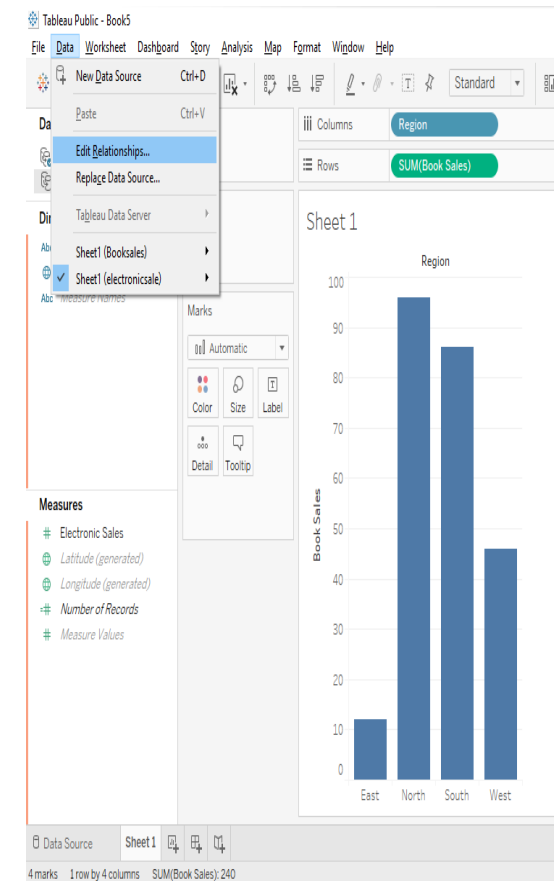 Tableau Public - Book5
File Data Worksheet Dashboard Story Analysis Map Format Window Help
New Data Source Ctrl+D
Standard
Paste Ctrl+V
Da
iii Columns Region
Edit Relationships...
Rows SUM(Book Sales)
Replace Data Source...
Tableau Data Server
Dir
Sheet 1
Abc
Sheet1 (Booksales)
Sheet1 (electronicsale)
Abc Measure Names
Region
Marks
Automatic
Color Size Label
Detail Tooltip
100
90
80
70
60
50
40
30
20
10
0
Book Sales
East North South West
Measures
# Electronic Sales
Latitude (generated)
Longitude (generated)
=# Number of Records
# Measure Values
Data Source Sheet 1
4 marks 1 row by 4 columns SUM(Book Sales): 240